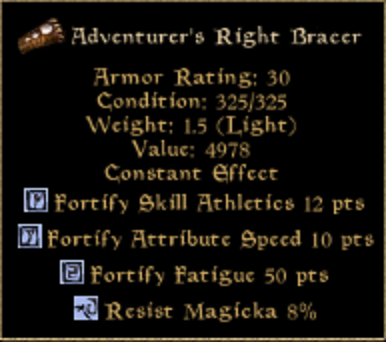 Adventurer's Right Bracer
Armor Rating: 30
Condition: 325/325
Weight: 1.5 (Light)
Value: 4978
Constant Effect
Fortify Skill Athletics 12 pts
Fortify Attribute Speed 10 pts
Fortify Fatigue 50 pts
Resist Magicka 8%